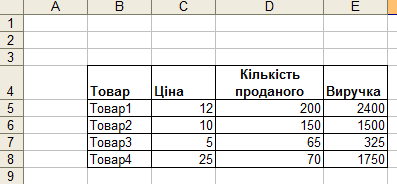 A B C D E
1
2
3
4 Товар Ціна Кількість проданого Виручка
5 Товар1 12 200 2400
6 Товар2 10 150 1500
7 Товар3 5 65 325
8 Товар4 25 70 1750
9